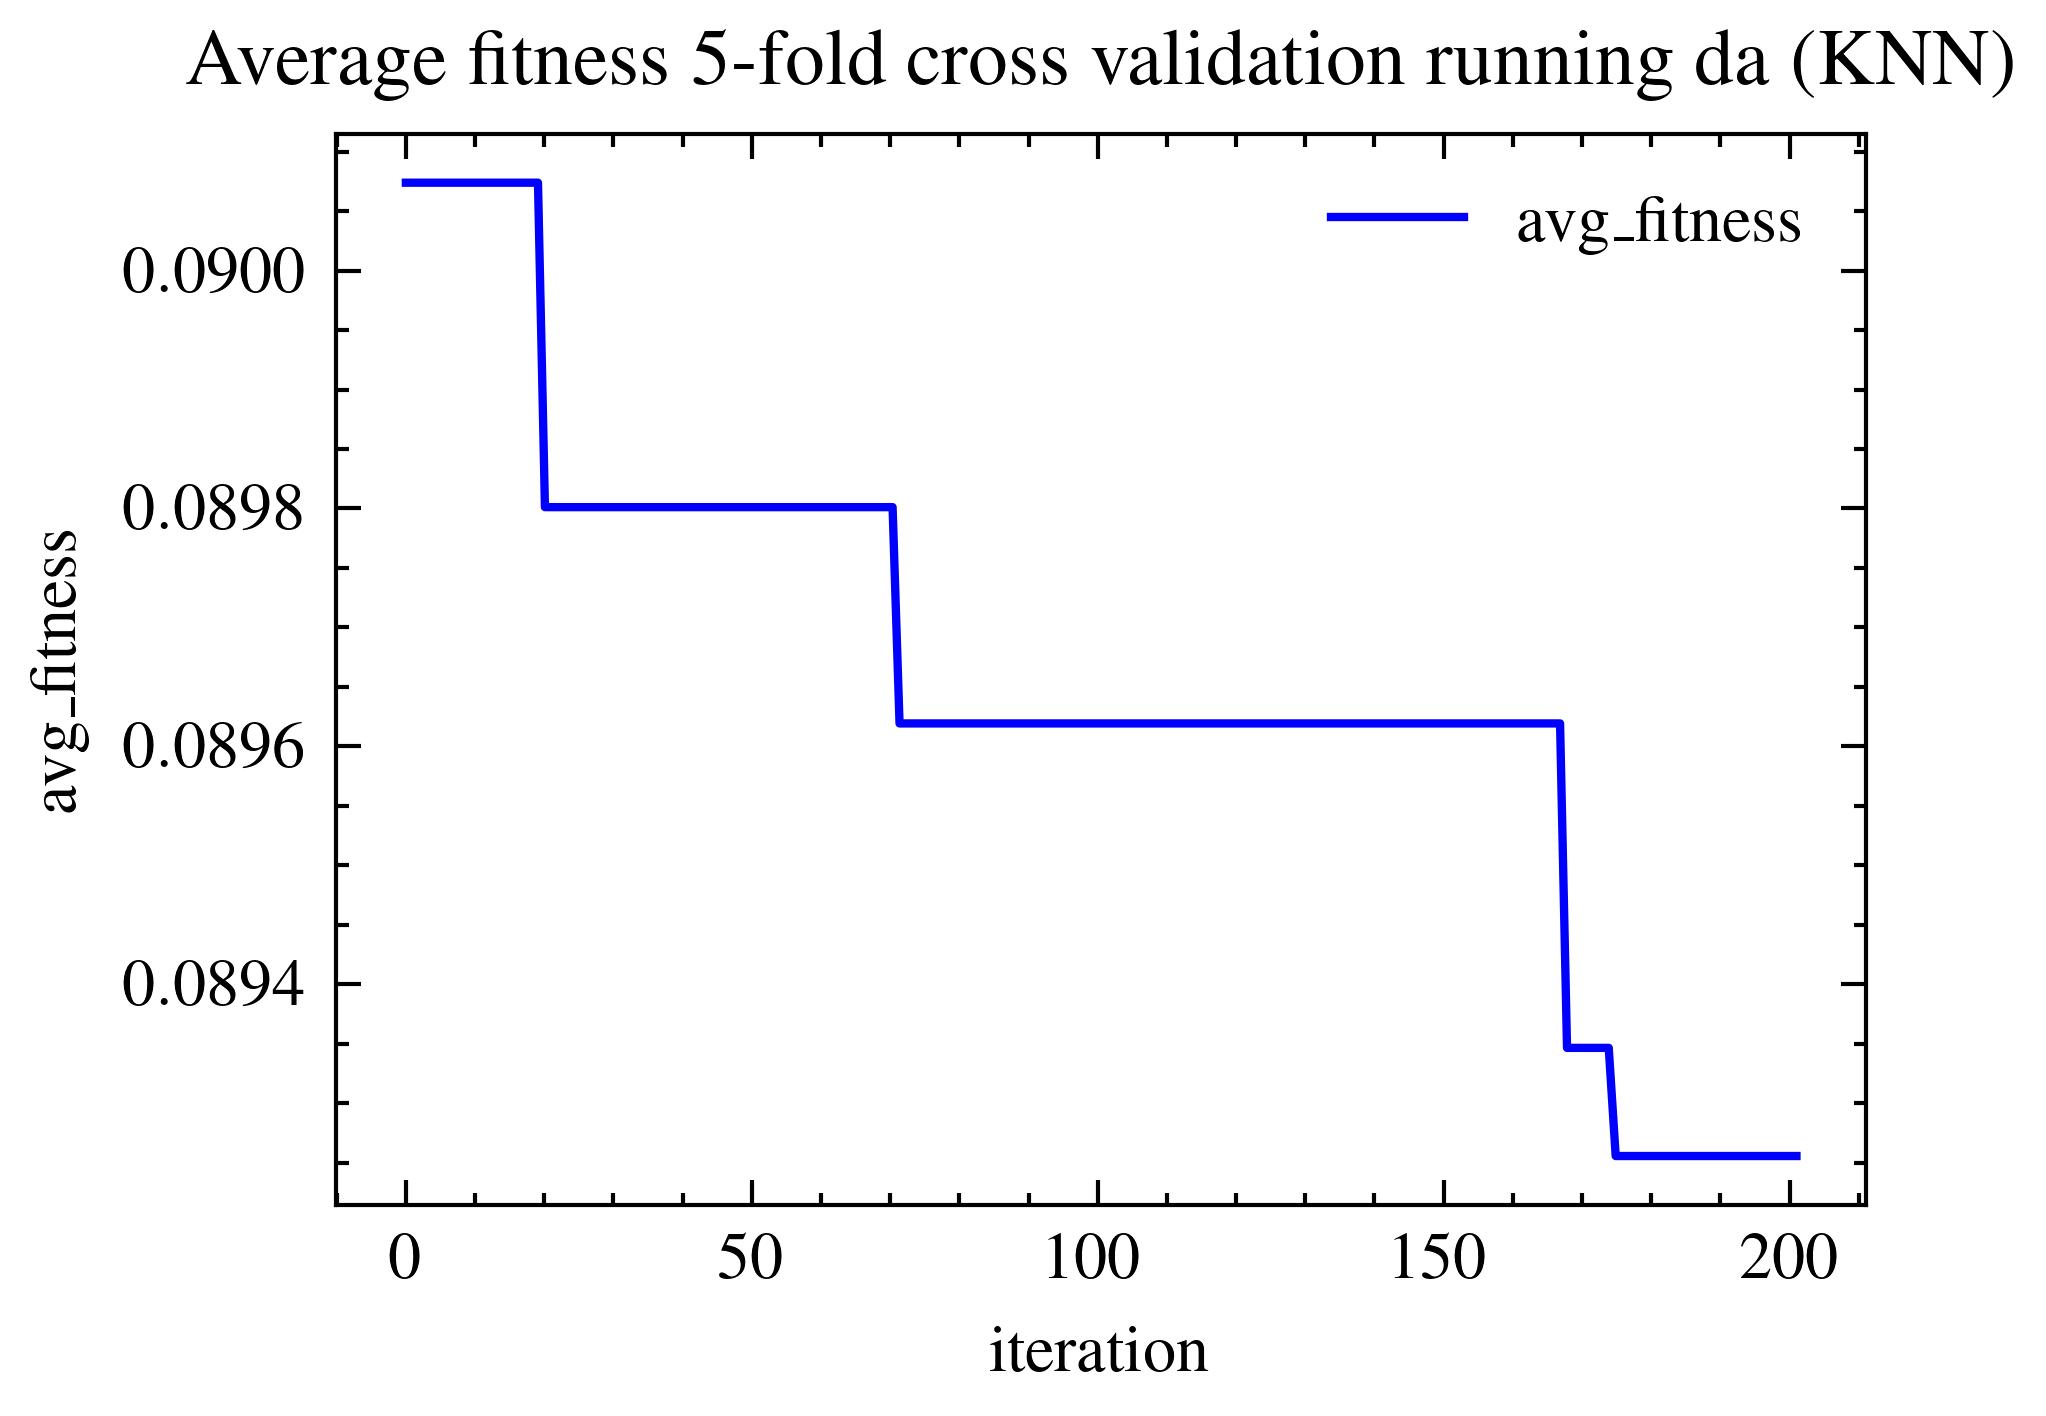 Average fitness 5-fold cross validation running da (KNN)
avg_fitness
0.0900
0.0898
0.0896
0.0894
avg_fitness
0
50
100
150
200
iteration